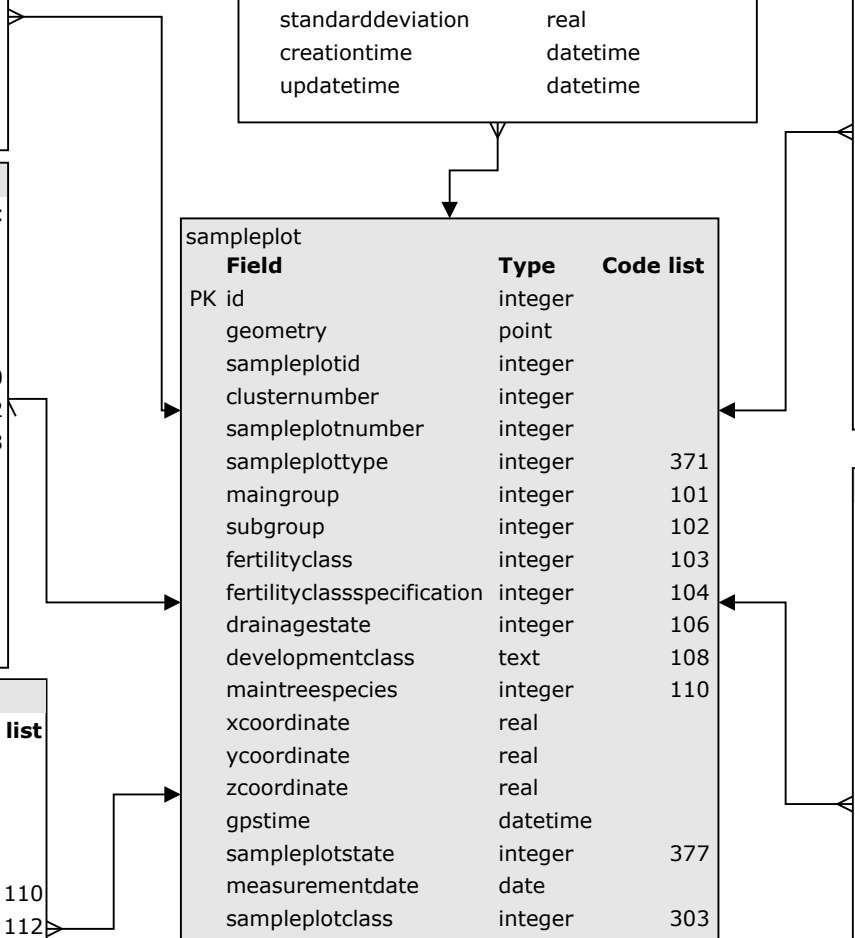 standarddeviation real
creationtime datetime
updatetime datetime
sampleplot
Field Type Code list
PK id integer
geometry point
sampleplotid integer
clusternumber integer
sampleplotnumber integer
sampleplottype integer 371
maingroup integer 101
subgroup integer 102
fertilityclass integer 103
fertilityclassspecification integer 104
drainagestate integer 106
developmentclass text 108
maintreespecies integer 110
xcoordinate real
ycoordinate real
zcoordinate real
gpstime datetime
sampleplotstate integer 377
measurementdate date
sampleplotclass integer 303
list
110
112